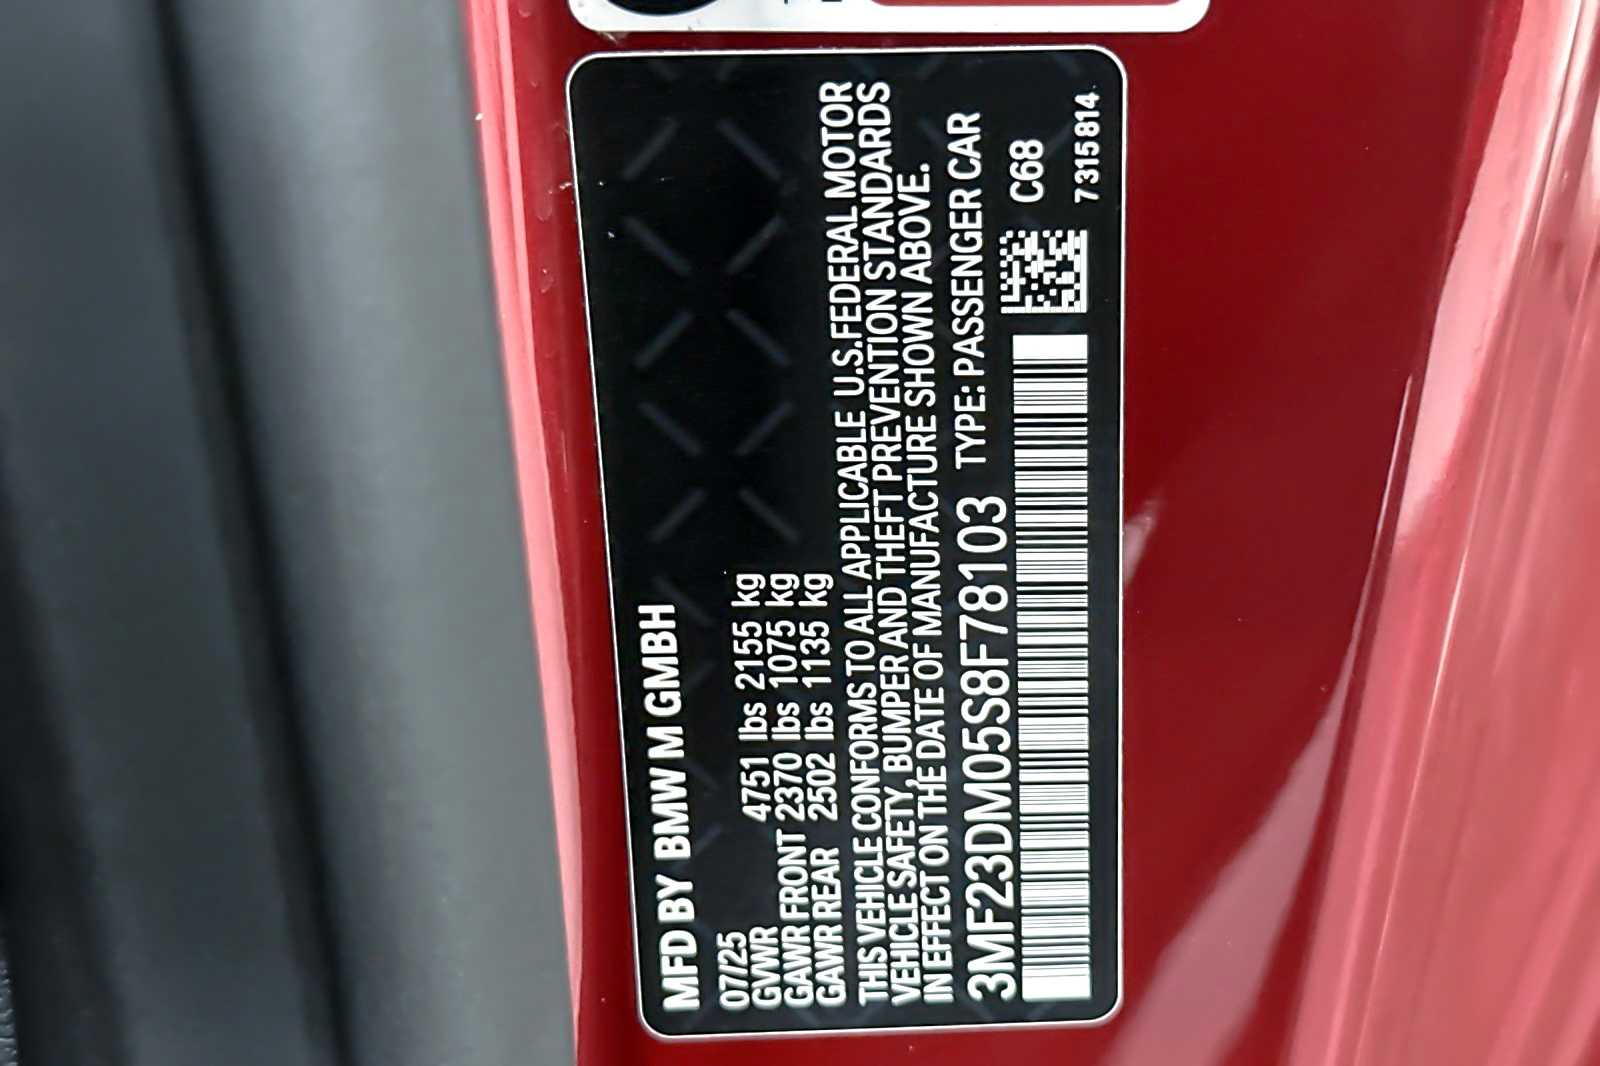 MFD BY BMW M GMBH
07/25
GVWR 4751 lbs 2155 kg
GAWR FRONT 2370 lbs 1075 kg
GAWR REAR 2502 lbs 1135 kg
THIS VEHICLE CONFORMS TO ALL APPLICABLE U.S. FEDERAL MOTOR
VEHICLE SAFETY, BUMPER AND THEFT PREVENTION STANDARDS
IN EFFECT ON THE DATE OF MANUFACTURE SHOWN ABOVE.
3MF23DM05S8F78103 TYPE: PASSENGER CAR
C68
7315814